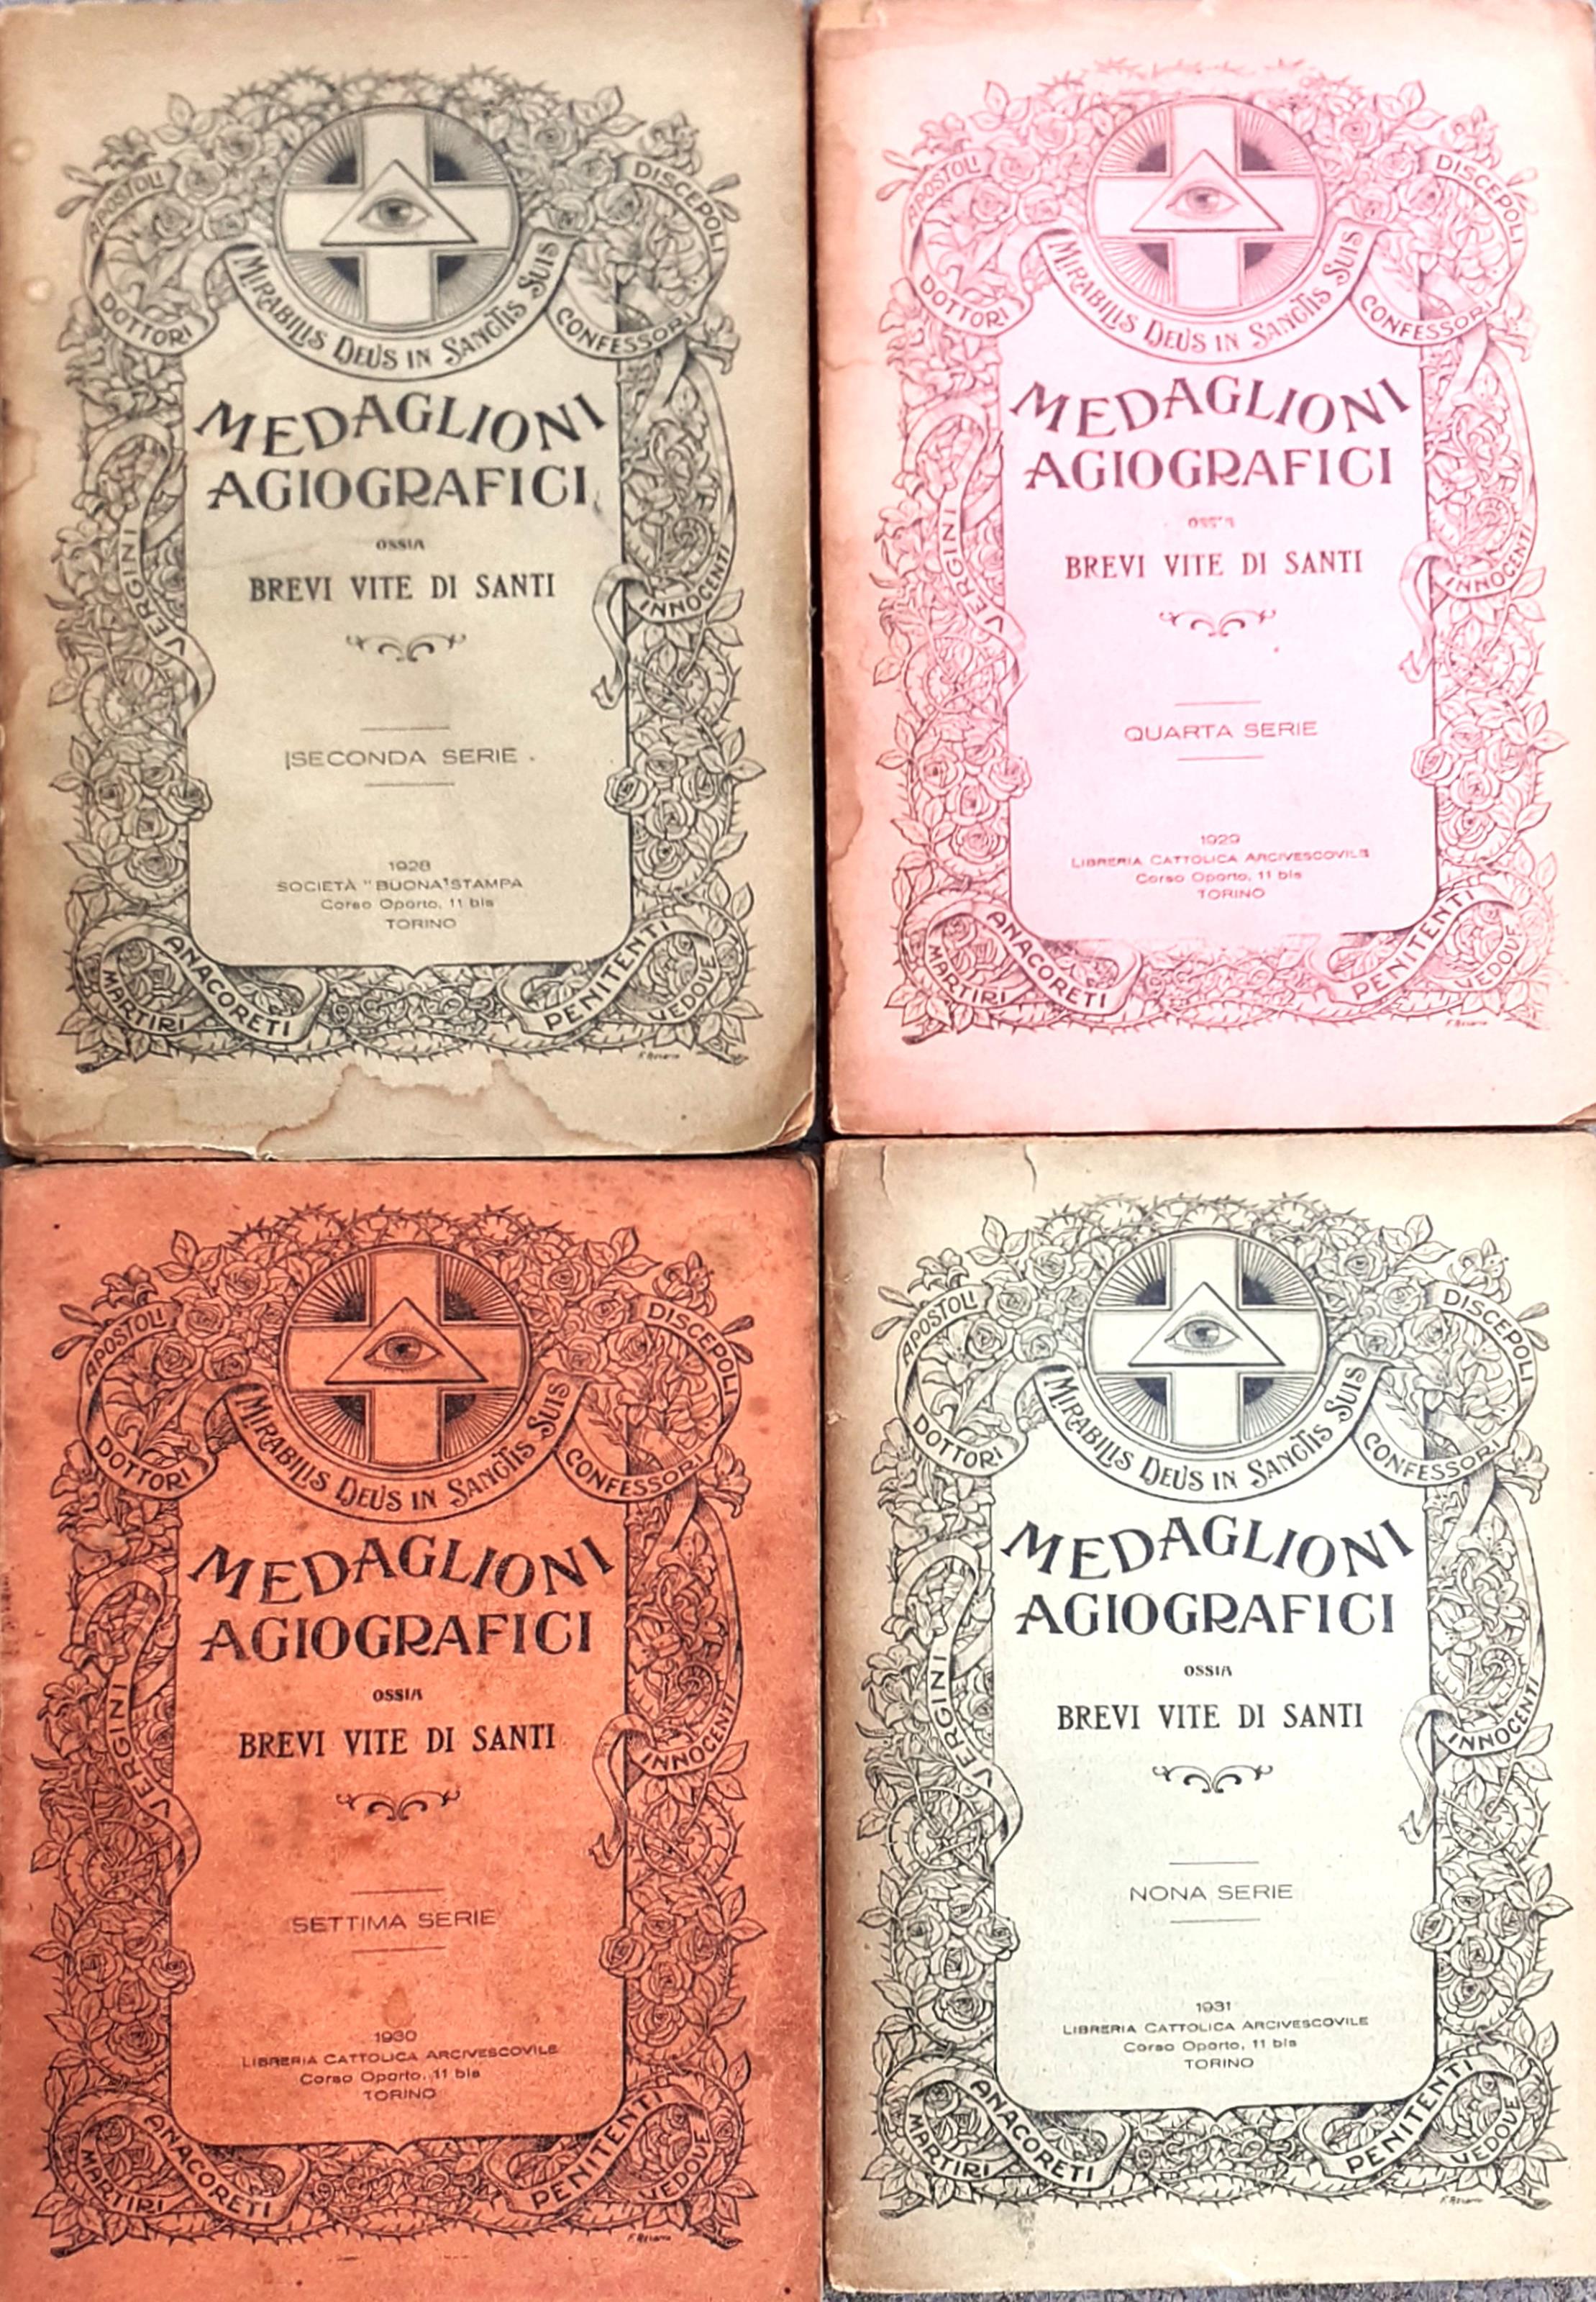 APOSTOLI
DISCEPOLI
DOTTORI
MIRABILIS DEUS IN SANCTIS SUIS
CONFESSORI
MEDAGLIONI
AGIOGRAFICI
OSSIA
BREVI VITE DI SANTI
VERGINI
INNOCENTI
SECONDA SERIE
1928
SOCIETÀ "BUONA STAMPA
Corso Oporto, 11 bis
TORINO
ANACORETI
MARTIRI
PENITENTI
VEDOVE
APOSTOLI
DISCEPOLI
DOTTORI
MIRABILIS DEUS IN SANCTIS SUIS
CONFESSORI
MEDAGLIONI
AGIOGRAFICI
OSSIA
BREVI VITE DI SANTI
VERGINI
INNOCENTI
QUARTA SERIE
1929
LIBRERIA CATTOLICA ARCIVESCOVILE
Corso Oporto, 11 bis
TORINO
ANACORETI
MARTIRI
PENITENTI
VEDOVE
APOSTOLI
DISCEPOLI
DOTTORI
MIRABILIS DEUS IN SANCTIS SUIS
CONFESSORI
MEDAGLIONI
AGIOGRAFICI
OSSIA
BREVI VITE DI SANTI
VERGINI
INNOCENTI
SETTIMA SERIE
1930
LIBRERIA CATTOLICA ARCIVESCOVILE
Corso Oporto, 11 bis
TORINO
ANACORETI
MARTIRI
PENITENTI
VEDOVE
APOSTOLI
DISCEPOLI
DOTTORI
MIRABILIS DEUS IN SANCTIS SUIS
CONFESSORI
MEDAGLIONI
AGIOGRAFICI
OSSIA
BREVI VITE DI SANTI
VERGINI
INNOCENTI
NONA SERIE
1931
LIBRERIA CATTOLICA ARCIVESCOVILE
Corso Oporto, 11 bis
TORINO
ANACORETI
MARTIRI
PENITENTI
VEDOVE